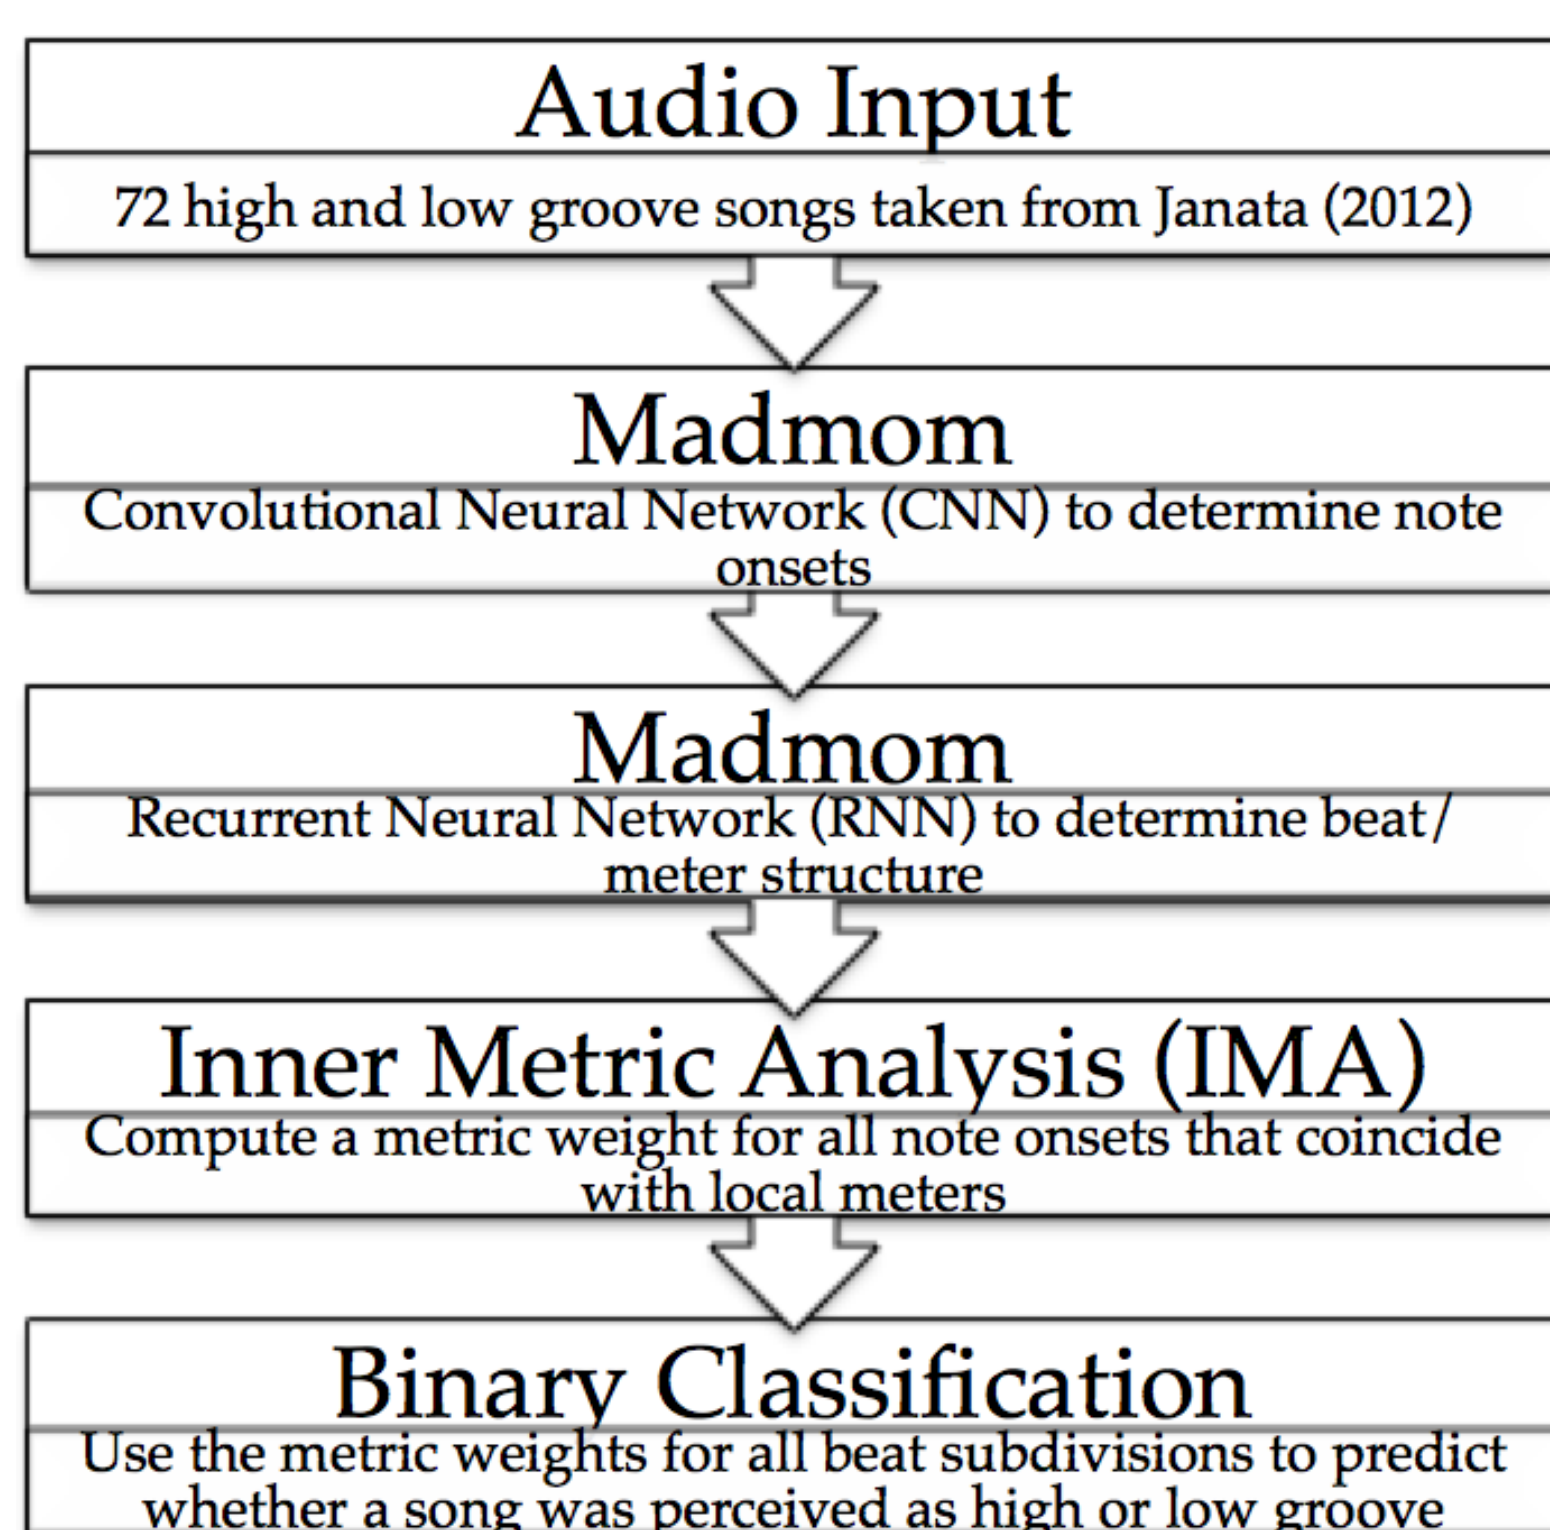 Audio Input
72 high and low groove songs taken from Janata (2012)
Madmom
Convolutional Neural Network (CNN) to determine note
onsets
Madmom
Recurrent Neural Network (RNN) to determine beat/
meter structure
Inner Metric Analysis (IMA)
Compute a metric weight for all note onsets that coincide
with local meters
Binary Classification
Use the metric weights for all beat subdivisions to predict
whether a song was perceived as high or low groove